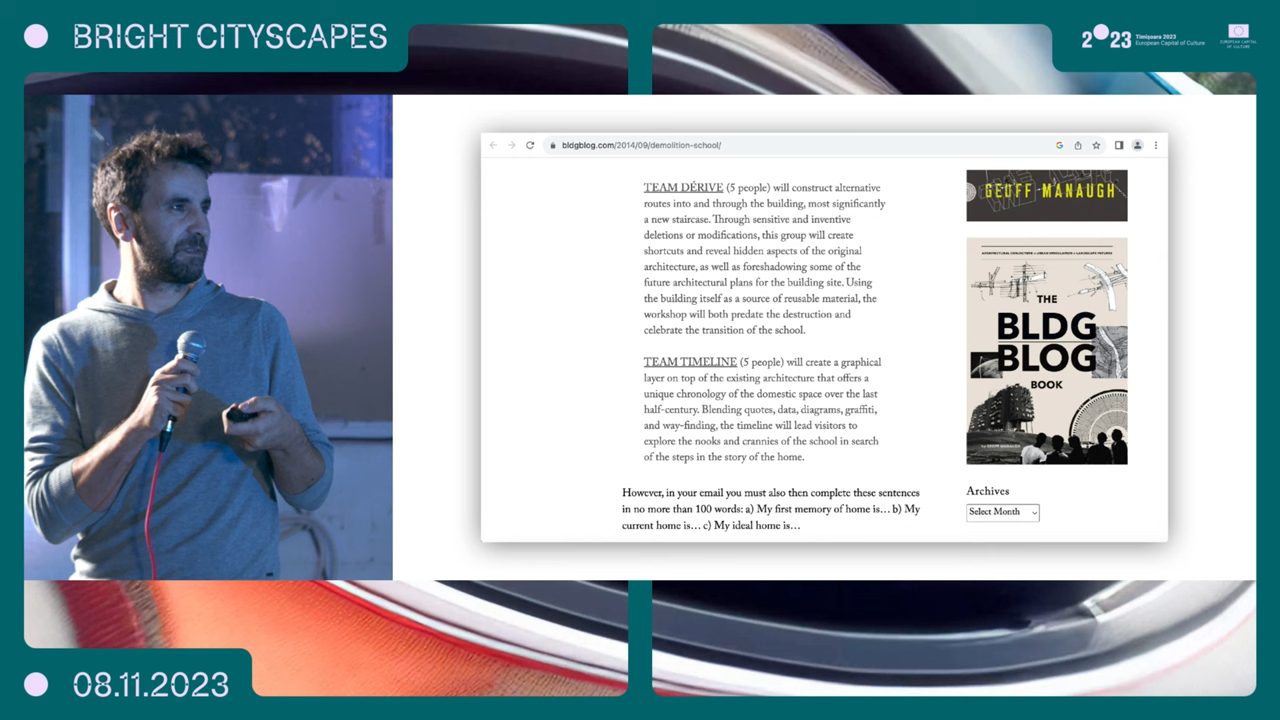 BRIGHT CITYSCAPES
2023
Timișoara 2023
European Capital of Culture
EUROPEAN CAPITAL
OF CULTURE
bldgblog.com/2014/09/demolition-school/
TEAM DÉRIVE (5 people) will construct alternative
routes into and through the building, most significantly
a new staircase. Through sensitive and inventive
deletions or modifications, this group will create
shortcuts and reveal hidden aspects of the original
architecture, as well as foreshadowing some of the
future architectural plans for the building site. Using
the building itself as a source of reusable material, the
workshop will both predate the destruction and
celebrate the transition of the school.
TEAM TIMELINE (5 people) will create a graphical
layer on top of the existing architecture that offers a
unique chronology of the domestic space over the last
half-century. Blending quotes, data, diagrams, graffiti,
and way-finding, the timeline will lead visitors to
explore the nooks and crannies of the school in search
of the steps in the story of the home.
However, in your email you must also then complete these sentences
in no more than 100 words: a) My first memory of home is… b) My
current home is… c) My ideal home is…
GEOFF MANAUGH
THE
BLDG
BLOG
BOOK
Archives
Select Month
08.11.2023